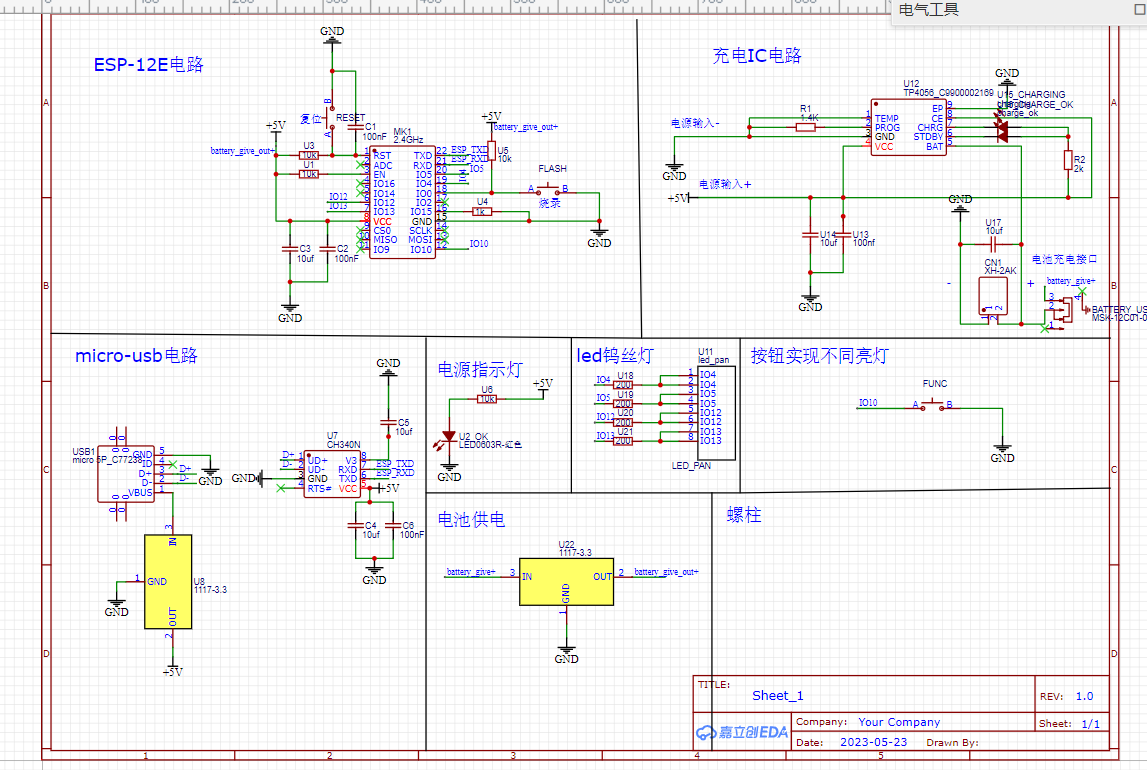 电气工具
ESP-12E电路
GND
B
复位
RESET
A
C1
100nF
+5V
battery_give_out+
U3
10k
U1
10k
MK1
2.4GHz
1 RST
ADC
EN
IO16
IO14
IO12
IO13
VCC
CS0
MISO
IO9
TXD 22
RXD 21
IO5 20
IO4 19
IO0 18
IO2
IO15 16
GND 15
SCLK
MOSI
IO10 12
IO12
IO13
ESP_TXD
ESP_RXD
IO5
IO10
+5V
battery_give_out+
U5
10k
FLASH
A B
烧录
U4
1k
GND
C3
10uf
C2
100nF
GND
充电IC电路
电源输入-
R1
1.4K
U12
TP4056_C9900002169
TEMP
PROG
GND
VCC
EP 9
CE 8
CHRG 7
STDBY 6
BAT 5
GND
U15_CHARGING
charge_ok
R2
2k
GND
电源输入+
+5V
U14
10uf
U13
100nf
GND
GND
U17
10uf
CN1
XH-2AK
- +
电池充电接口
battery_give+
3
2
1
4
BATTERY_US
MSK-12C01-0
micro-usb电路
USB1
micro 5P_C77238
GND 5
ID 4
D+ 3
D- 2
VBUS 1
D+
D-
GND
3
IN
1 GND
OUT
2
U8
1117-3.3
GND
+5V
GND
C5
10uf
U7
CH340N
D+ 1 UD+
D- 2 UD-
GND 3 GND
4 RTS#
V3 8
RXD 7
TXD 6
VCC 5
ESP_TXD
ESP_RXD
+5V
C4
10uf
C6
100nF
GND
电源指示灯
U6
10k
+5V
U2_OK
LED0603R-红色
GND
led钨丝灯
U11
led_pan
IO4 U18
200
IO5 U19
200
IO12 U20
200
IO13 U21
200
1 IO4
2 IO4
3 IO5
4 IO5
5 IO12
6 IO12
7 IO13
8 IO13
LED_PAN
按钮实现不同亮灯
FUNC
IO10
A B
GND
电池供电
U22
1117-3.3
battery_give+ 3 IN
OUT 2 battery_give_out+
GND
1
GND
螺柱
TITLE:
Sheet_1
REV: 1.0
嘉立创EDA
Company: Your Company
Sheet: 1/1
Date: 2023-05-23 Drawn By:
A
B
C
D
A
B
C
D
1 2 3 4 5